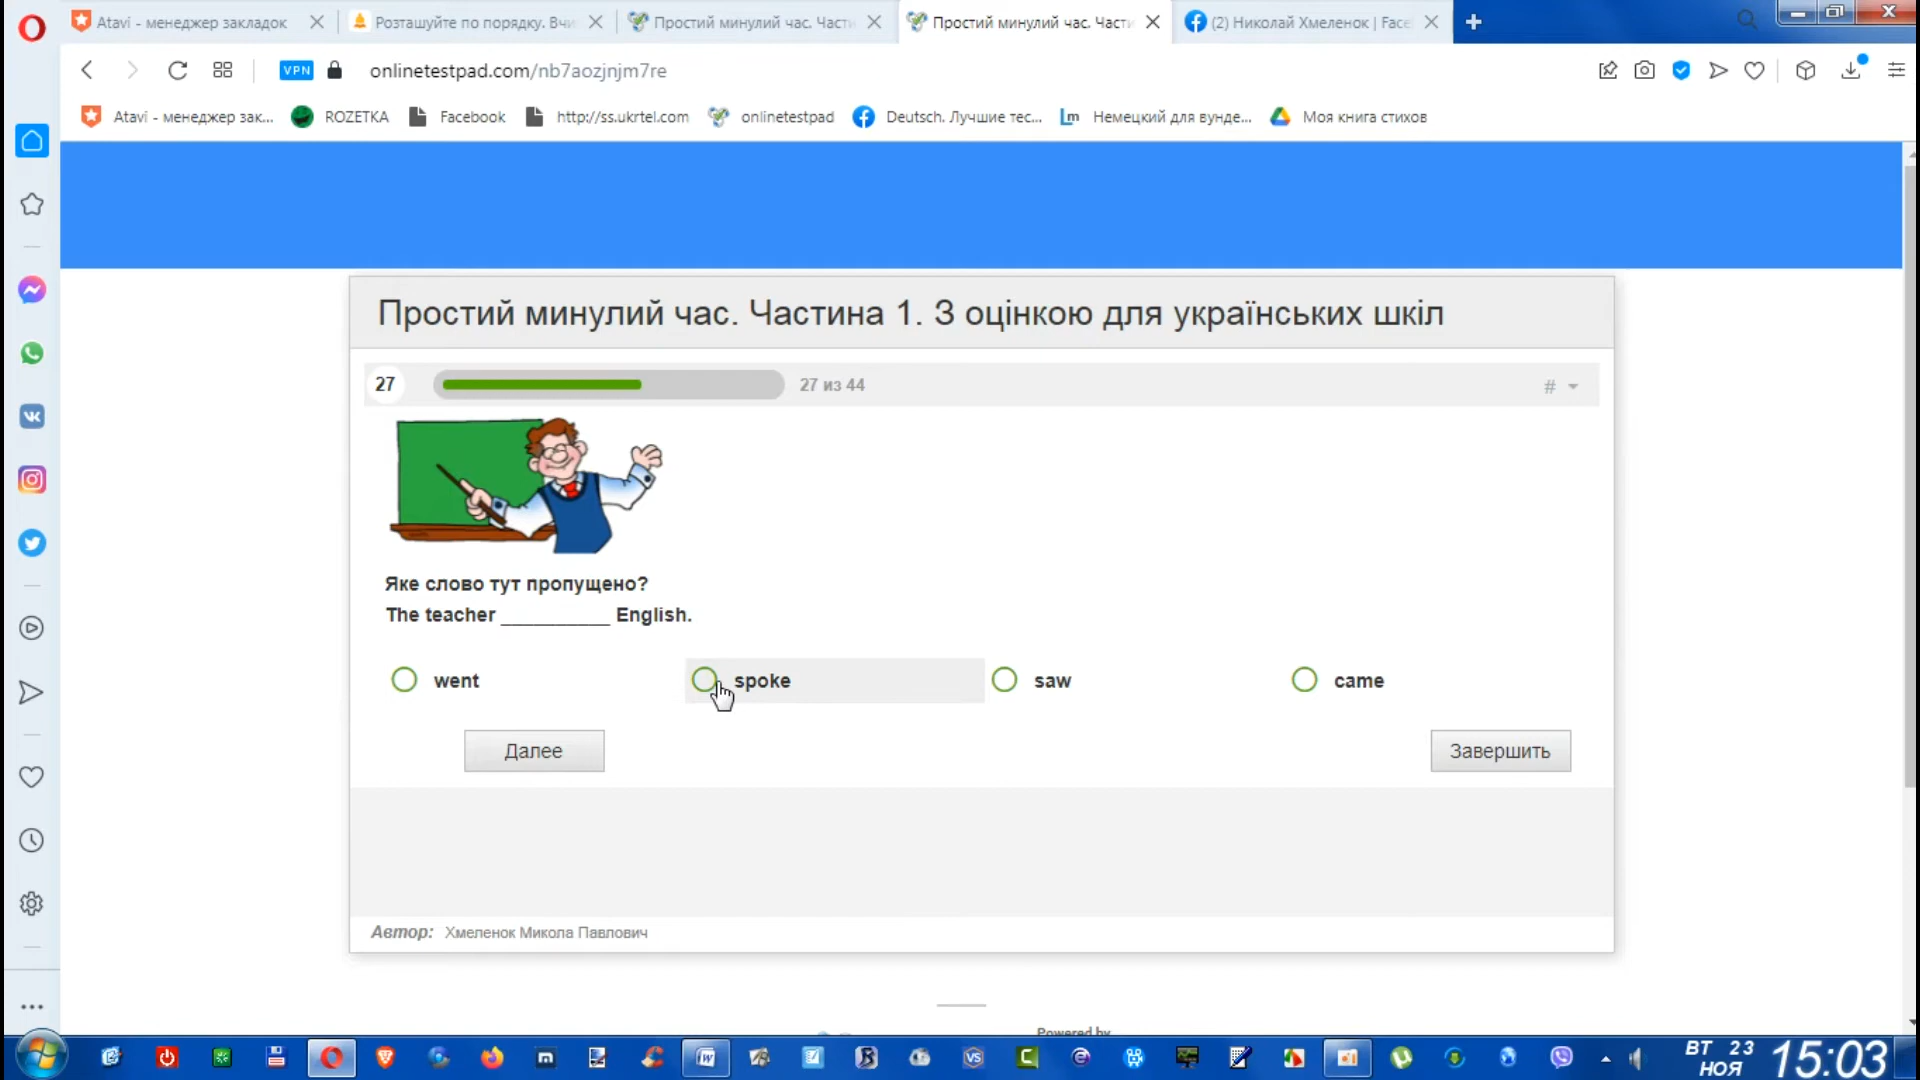 Atavi - менеджер закладок
Розташуйте по порядку. Вчи
Простий минулий час. Части
Простий минулий час. Части
(2) Николай Хмеленок | Face
VPN
onlinetestpad.com/nb7aozjnjm7re
Atavi - менеджер зак...
ROZETKA
Facebook
http://ss.ukrtel.com
onlinetestpad
Deutsch. Лучшие тес...
Немецкий для вунде...
Моя книга стихов
Простий минулий час. Частина 1. З оцінкою для українських шкіл
27
27 из 44
#
Яке слово тут пропущено?
The teacher __________ English.
went
spoke
saw
came
Далее
Завершить
Автор: Хмеленок Микола Павлович
Powered by
ВТ 23
НОЯ
15:03